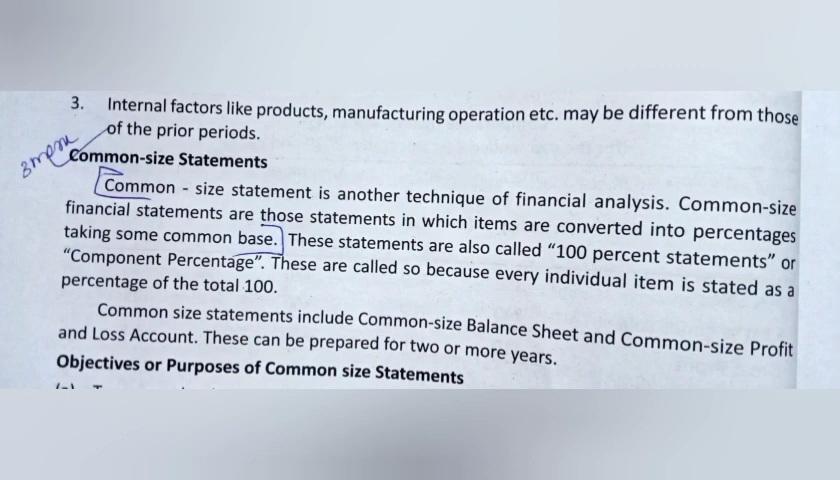 3. Internal factors like products, manufacturing operation etc. may be different from those
of the prior periods.
Common-size Statements
Common - size statement is another technique of financial analysis. Common-size
financial statements are those statements in which items are converted into percentages
taking some common base. These statements are also called “100 percent statements” or
“Component Percentage”. These are called so because every individual item is stated as a
percentage of the total 100.
Common size statements include Common-size Balance Sheet and Common-size Profit
and Loss Account. These can be prepared for two or more years.
Objectives or Purposes of Common size Statements